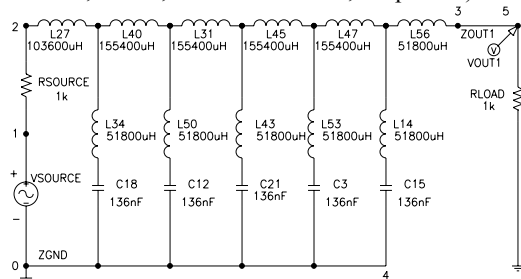 3 5
2 L27 L40 L31 L45 L47 L56 ZOUT1
103600uH 155400uH 155400uH 155400uH 155400uH 51800uH
V
VOUT1
RSOURCE
1k
RLOAD
1k
L34 L50 L43 L53 L14
51800uH 51800uH 51800uH 51800uH 51800uH
1
+
VSOURCE
C18 C12 C21 C3 C15
136nF 136nF 136nF 136nF 136nF
−
ZGND
0
4